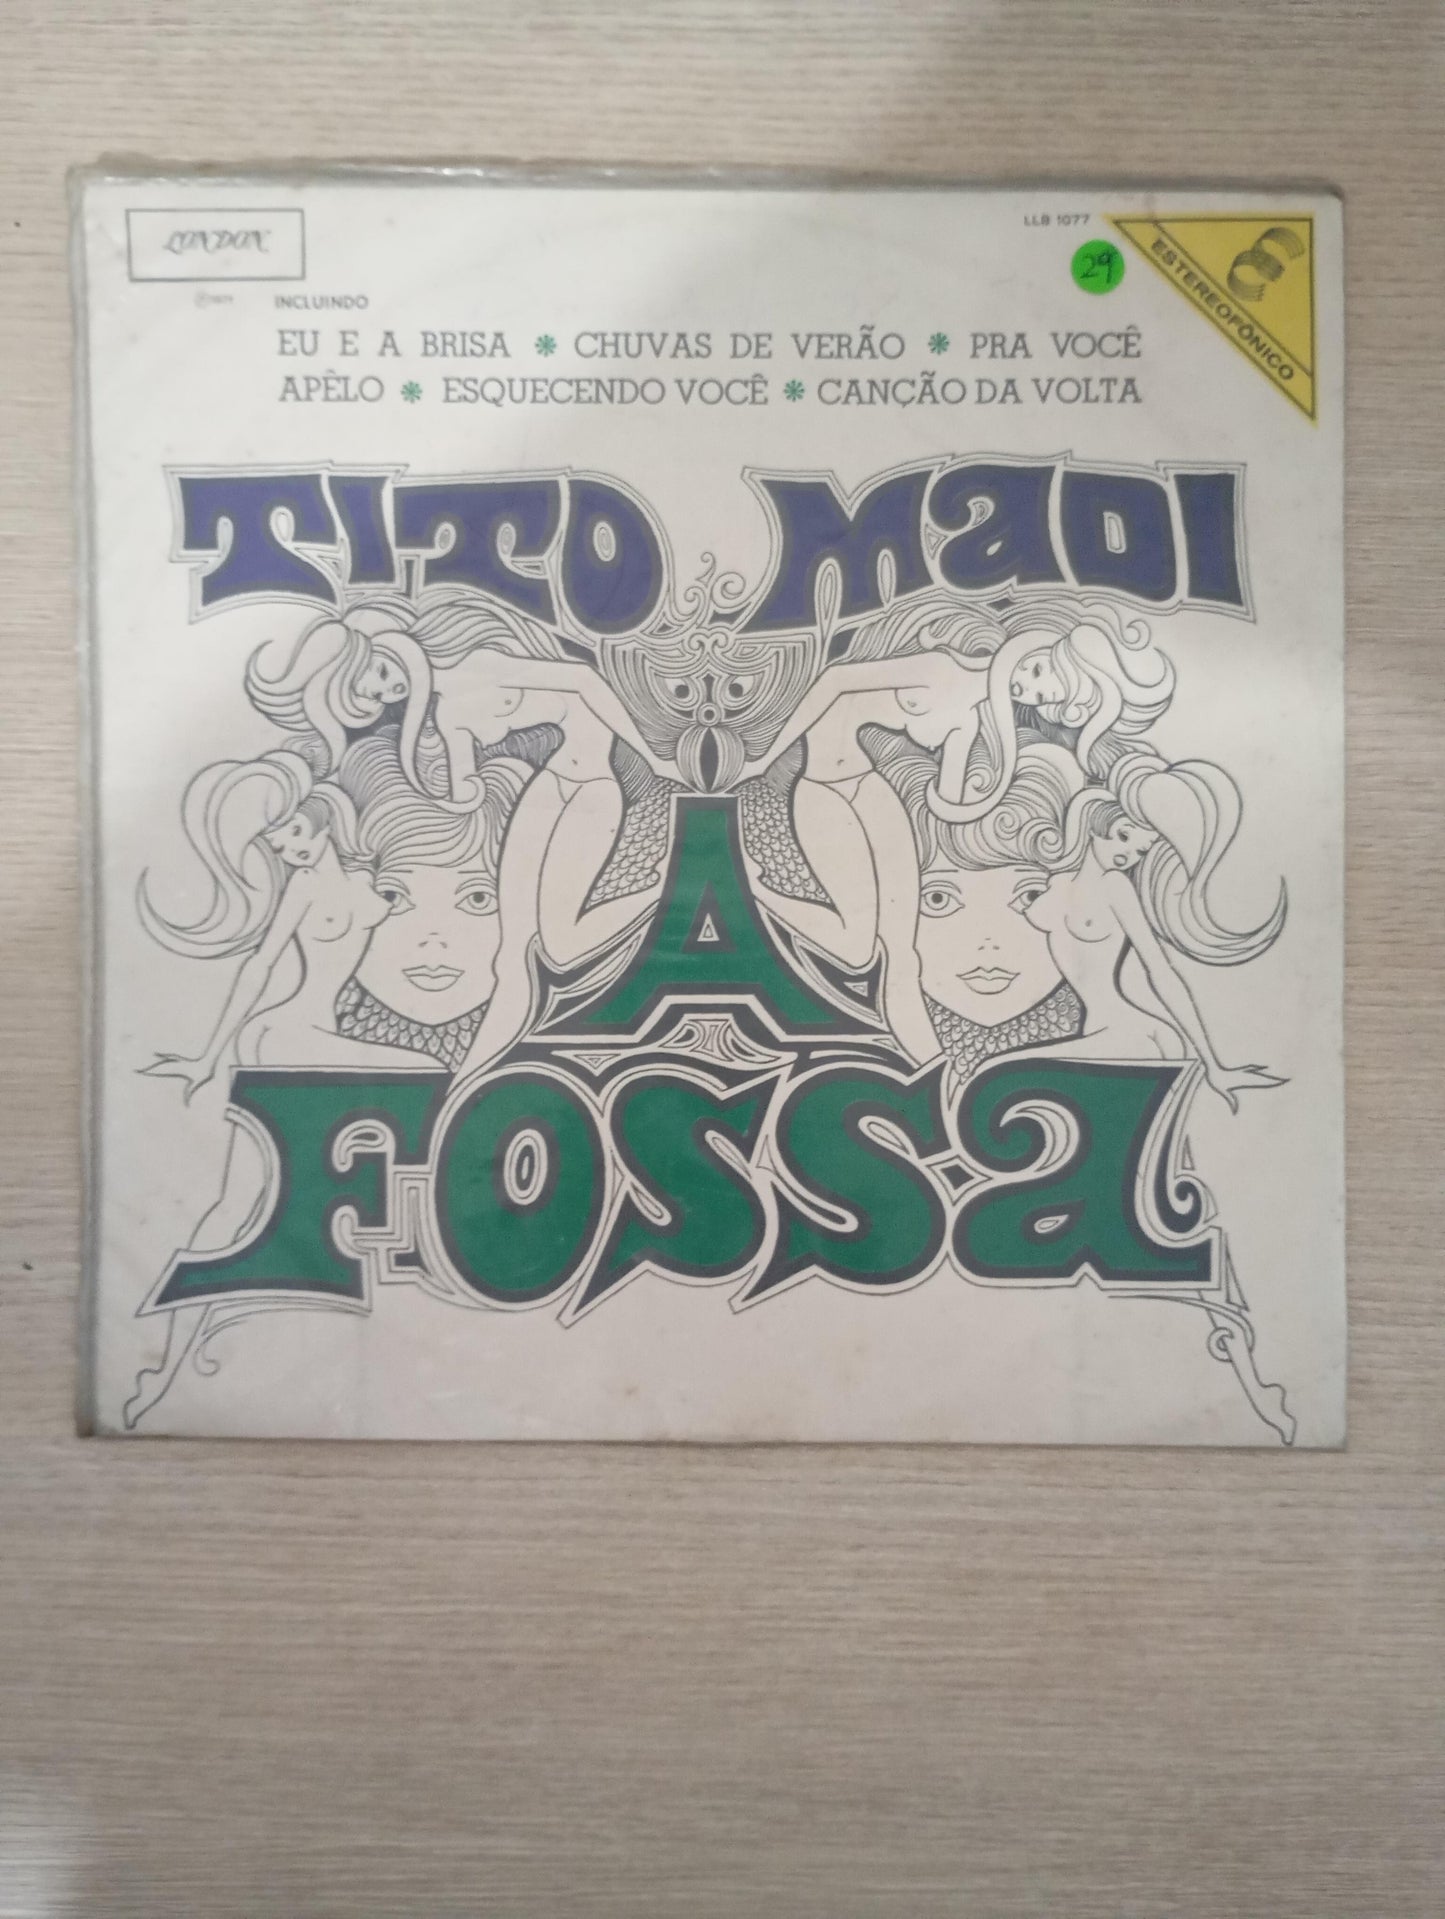 LONDON
LLB 1077
29
ESTEREOFÔNICO
INCLUINDO
EU E A BRISA * CHUVAS DE VERÃO * PRA VOCÊ
APÊLO * ESQUECENDO VOCÊ * CANÇÃO DA VOLTA
TITO MADI
A
FOSSA